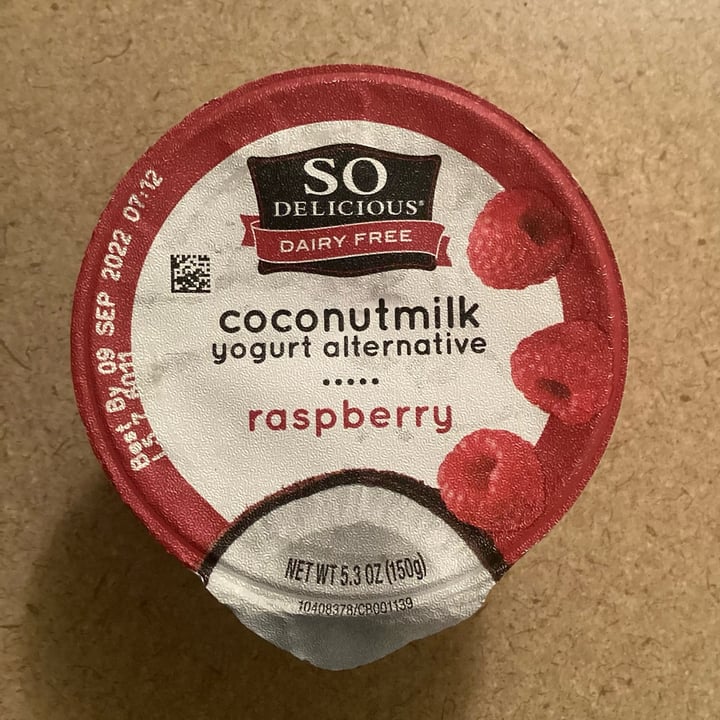 SO
DELICIOUS®
DAIRY FREE
coconutmilk
yogurt alternative
raspberry
NET WT 5.3 OZ (150g)
10408378/CR001139
Best By 09 SEP 2022 07:12